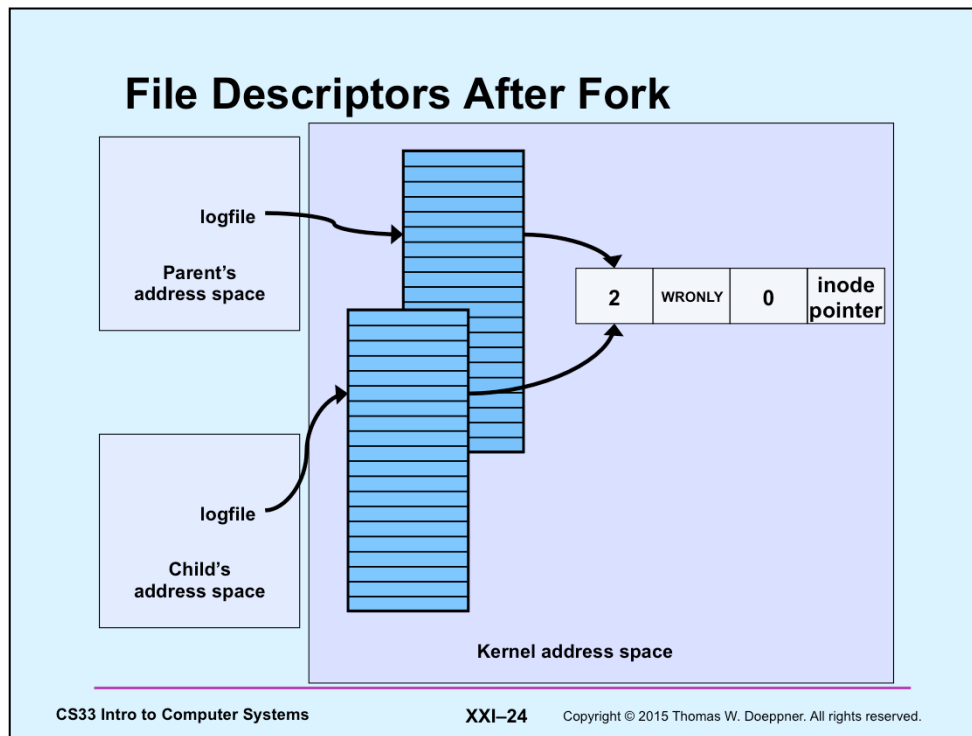 File Descriptors After Fork
logfile
Parent's
address space
2
WRONLY
0
inode
pointer
logfile
Child's
address space
Kernel address space
CS33 Intro to Computer Systems
XXI–24
Copyright © 2015 Thomas W. Doeppner. All rights reserved.